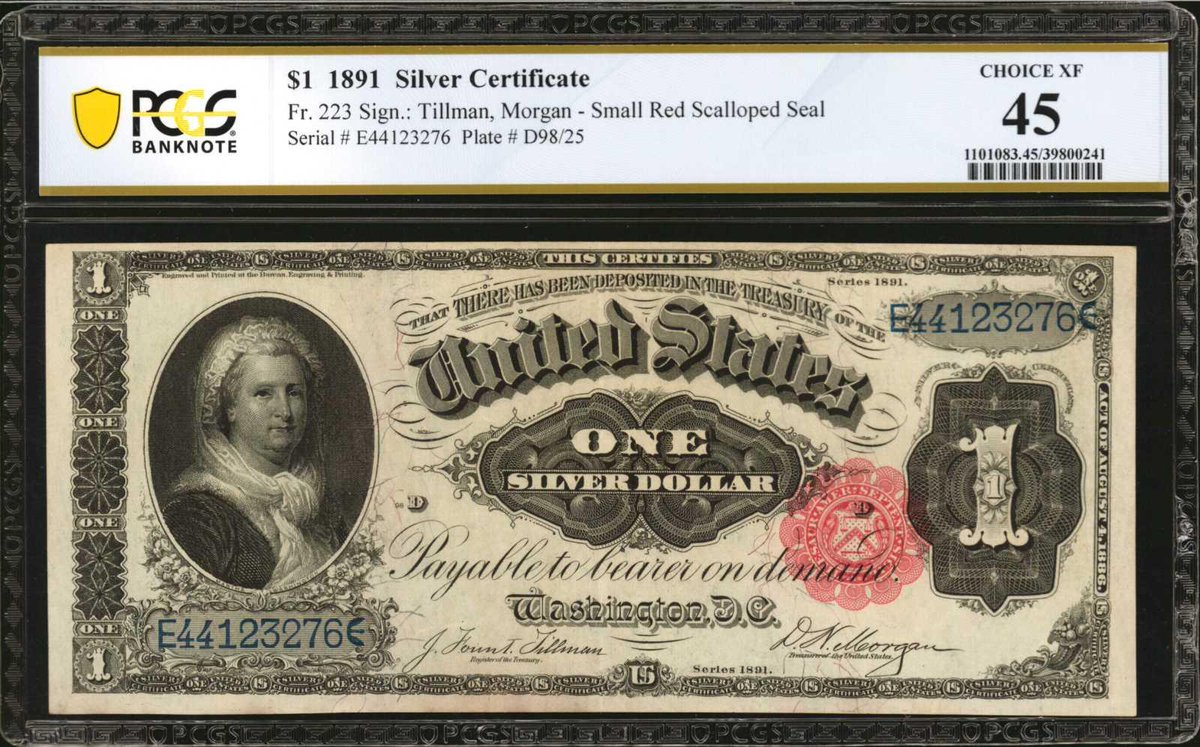 PCGS BANKNOTE
$1 1891 Silver Certificate
Fr. 223 Sign.: Tillman, Morgan - Small Red Scalloped Seal
Serial # E44123276 Plate # D98/25
CHOICE XF
45
1101083.45/39800241
THIS CERTIFIES
Engraved and Printed at the Bureau, Engraving & Printing.
Series 1891.
THAT THERE HAS BEEN DEPOSITED IN THE TREASURY OF THE
E44123276
United States
ONE
SILVER DOLLAR
1
ONE
ONE
ONE
ONE
1
1
D
D
ACT OF AUGUST 4TH 1886
Payable to bearer on demand.
Washington, D.C.
E44123276
J. Fount. Tillman
Register of the Treasury.
D. N. Morgan
Treasurer of the United States.
Series 1891.